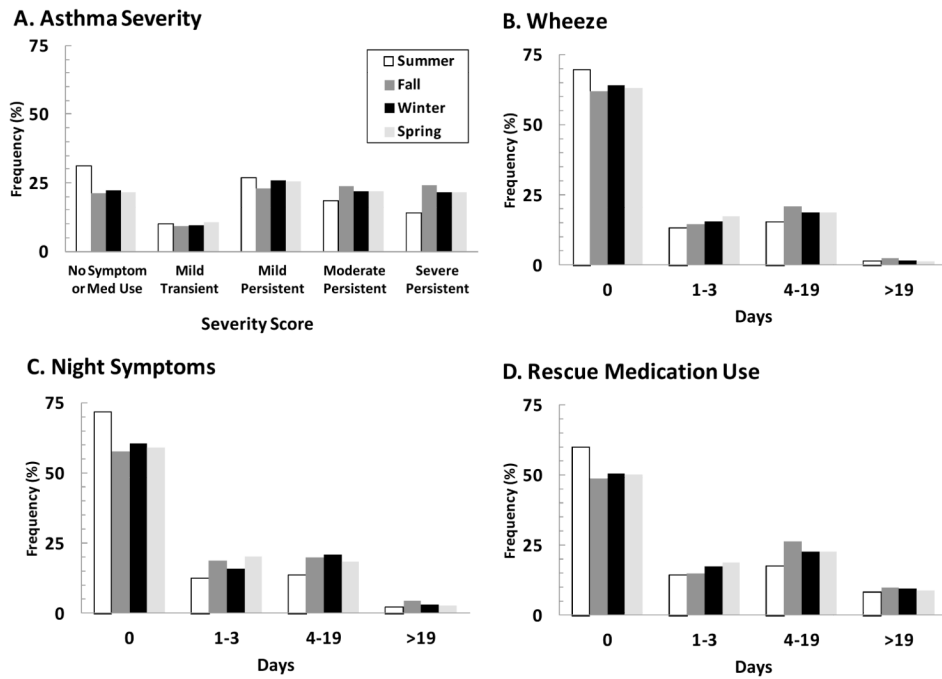 A. Asthma Severity
75
50
25
0
Frequency (%)
Summer
Fall
Winter
Spring
No Symptom or Med Use
Mild Transient
Mild Persistent
Moderate Persistent
Severe Persistent
Severity Score
B. Wheeze
75
50
25
0
Frequency (%)
0 1-3 4-19 >19
Days
C. Night Symptoms
75
50
25
0
Frequency (%)
0 1-3 4-19 >19
Days
D. Rescue Medication Use
75
50
25
0
Frequency (%)
0 1-3 4-19 >19
Days